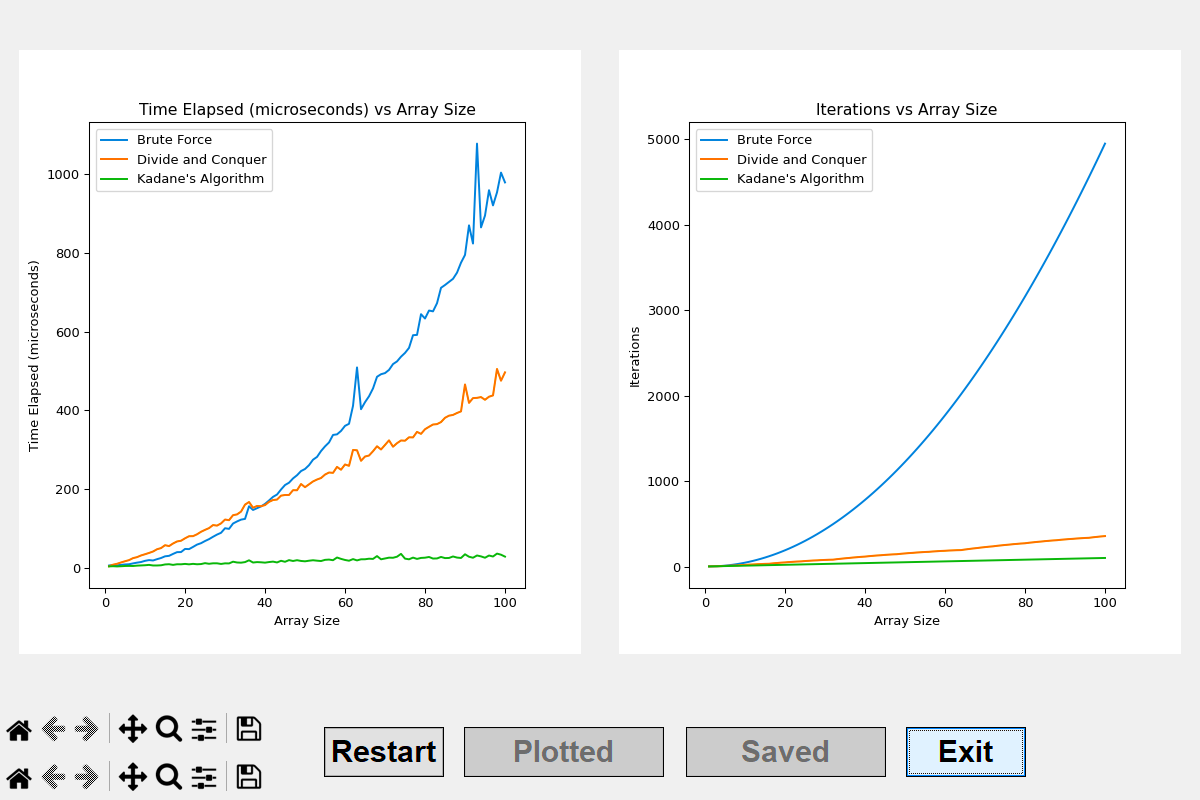 Time Elapsed (microseconds) vs Array Size
Brute Force
Divide and Conquer
Kadane's Algorithm
Time Elapsed (microseconds)
1000
800
600
400
200
0
0 20 40 60 80 100
Array Size
Iterations vs Array Size
Brute Force
Divide and Conquer
Kadane's Algorithm
Iterations
5000
4000
3000
2000
1000
0
0 20 40 60 80 100
Array Size
Restart Plotted Saved Exit